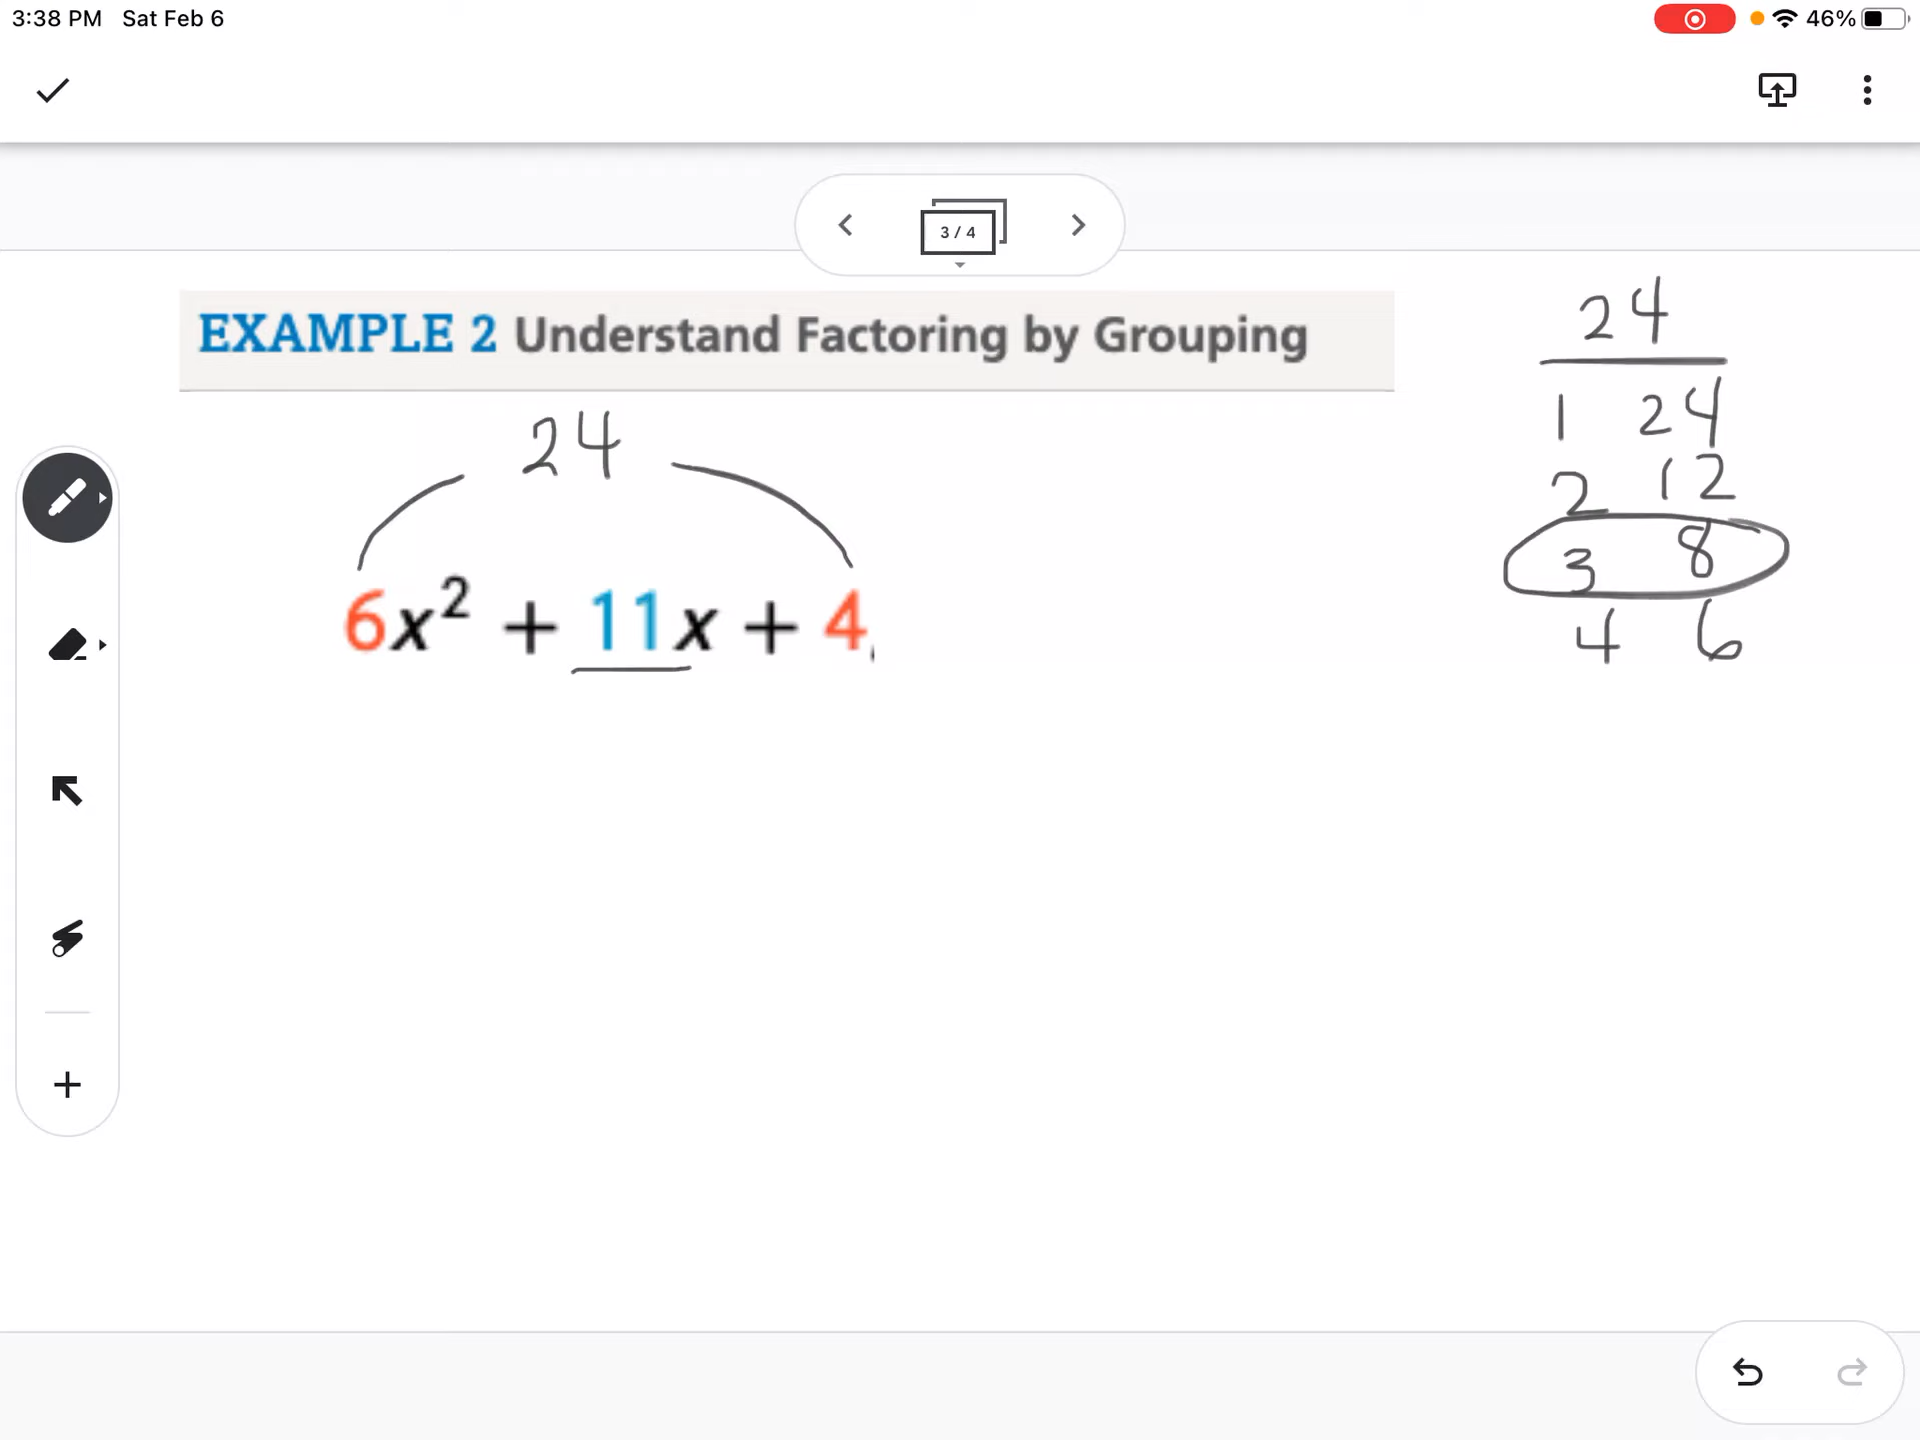 3:38 PM Sat Feb 6
46%
3 / 4
EXAMPLE 2 Understand Factoring by Grouping
24
6x² + 11x + 4,
24
1 24
2 12
3 8
4 6